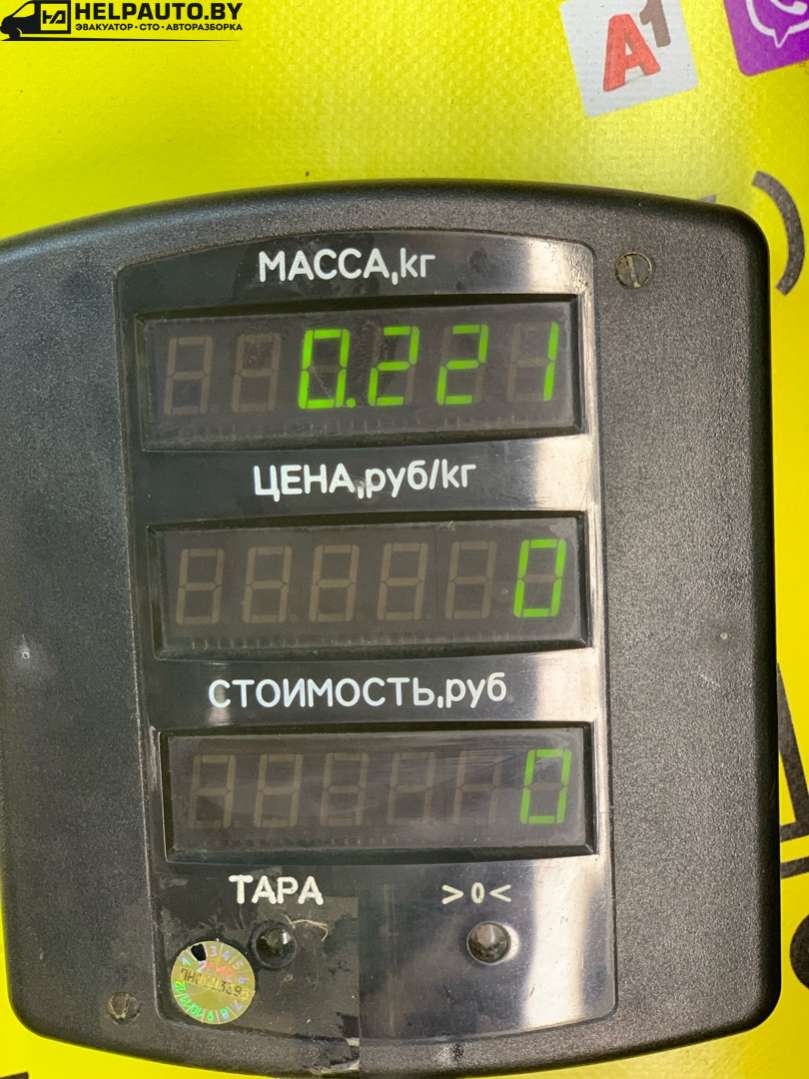 HELPAUTO.BY
ЭВАКУАТОР · СТО · АВТОРАЗБОРКА
A1
МАССА,кг
0.221
ЦЕНА,руб/кг
0
СТОИМОСТЬ,руб
0
ТАРА >0<